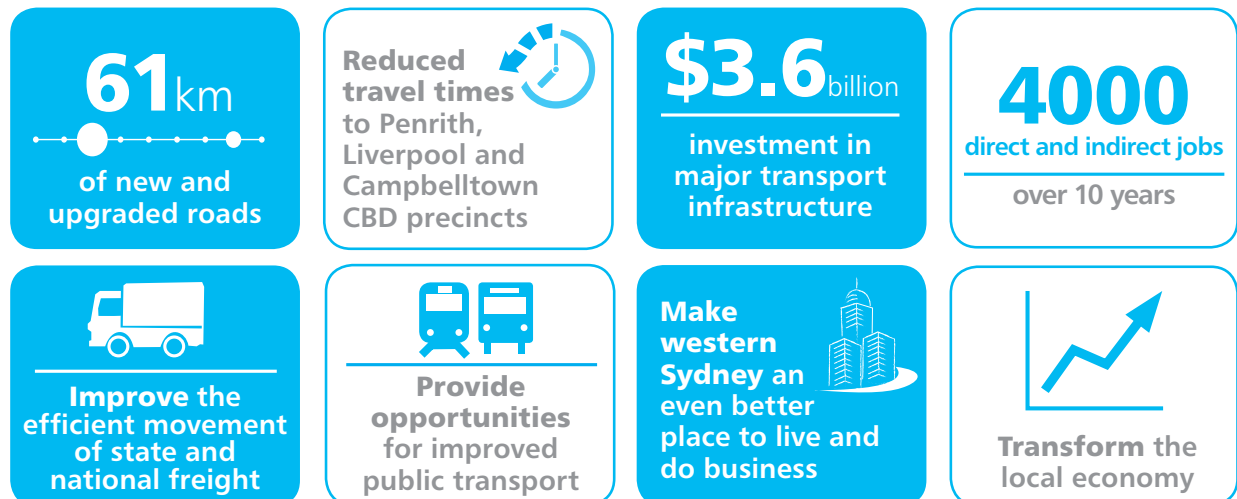 61km
of new and
upgraded roads
Reduced
travel times
to Penrith,
Liverpool and
Campbelltown
CBD precincts
$3.6billion
investment in
major transport
infrastructure
4000
direct and indirect jobs
over 10 years
Improve the
efficient movement
of state and
national freight
Provide
opportunities
for improved
public transport
Make
western
Sydney an
even better
place to live and
do business
Transform the
local economy